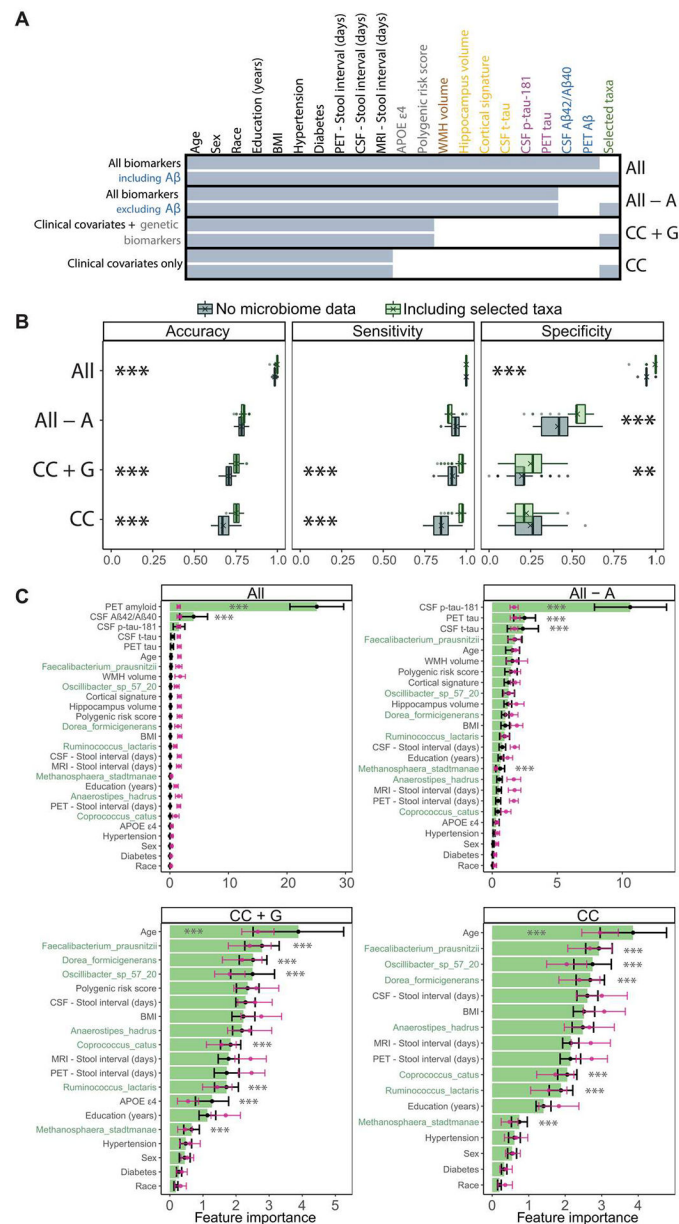 A
Age
Sex
Race
Education (years)
BMI
Hypertension
Diabetes
PET - Stool interval (days)
CSF - Stool interval (days)
MRI - Stool interval (days)
APOE ε4
Polygenic risk score
WMH volume
Hippocampus volume
Cortical signature
CSF t-tau
CSF p-tau-181
PET tau
CSF Aβ42/Aβ40
PET Aβ
Selected taxa
All biomarkers
including Aβ
All
All biomarkers
excluding Aβ
All – A
Clinical covariates + genetic
biomarkers
CC + G
Clinical covariates only
CC
B
No microbiome data
Including selected taxa
Accuracy
Sensitivity
Specificity
All
***
***
All – A
***
CC + G
***
***
**
CC
***
***
0.0 0.25 0.5 0.75 1.0
0.0 0.25 0.5 0.75 1.0
0.0 0.25 0.5 0.75 1.0
C
All
PET amyloid
***
CSF Aβ42/Aβ40
***
CSF p-tau-181
CSF t-tau
PET tau
Age
Faecalibacterium_prausnitzii
WMH volume
Oscillibacter_sp_57_20
Cortical signature
Hippocampus volume
Polygenic risk score
Dorea_formicigenerans
BMI
Ruminococcus_lactaris
CSF - Stool interval (days)
MRI - Stool interval (days)
Methanosphaera_stadtmanae
Education (years)
Anaerostipes_hadrus
PET - Stool interval (days)
Coprococcus_catus
APOE ε4
Hypertension
Sex
Diabetes
Race
0 10 20 30
All – A
CSF p-tau-181
***
PET tau
***
CSF t-tau
***
Faecalibacterium_prausnitzii
Age
WMH volume
Polygenic risk score
Cortical signature
Oscillibacter_sp_57_20
Hippocampus volume
Dorea_formicigenerans
BMI
Ruminococcus_lactaris
CSF - Stool interval (days)
Education (years)
Methanosphaera_stadtmanae
***
Anaerostipes_hadrus
MRI - Stool interval (days)
PET - Stool interval (days)
Coprococcus_catus
APOE ε4
Hypertension
Sex
Diabetes
Race
0 5 10
CC + G
Age
***
Faecalibacterium_prausnitzii
***
Dorea_formicigenerans
***
Oscillibacter_sp_57_20
***
Polygenic risk score
CSF - Stool interval (days)
BMI
Anaerostipes_hadrus
Coprococcus_catus
***
MRI - Stool interval (days)
PET - Stool interval (days)
Ruminococcus_lactaris
***
APOE ε4
***
Education (years)
Methanosphaera_stadtmanae
***
Hypertension
Sex
Diabetes
Race
0 1 2 3 4 5
Feature importance
CC
Age
***
Faecalibacterium_prausnitzii
***
Oscillibacter_sp_57_20
***
Dorea_formicigenerans
***
CSF - Stool interval (days)
BMI
Anaerostipes_hadrus
MRI - Stool interval (days)
PET - Stool interval (days)
Coprococcus_catus
***
Ruminococcus_lactaris
***
Education (years)
Methanosphaera_stadtmanae
***
Hypertension
Sex
Diabetes
Race
0 1 2 3 4
Feature importance